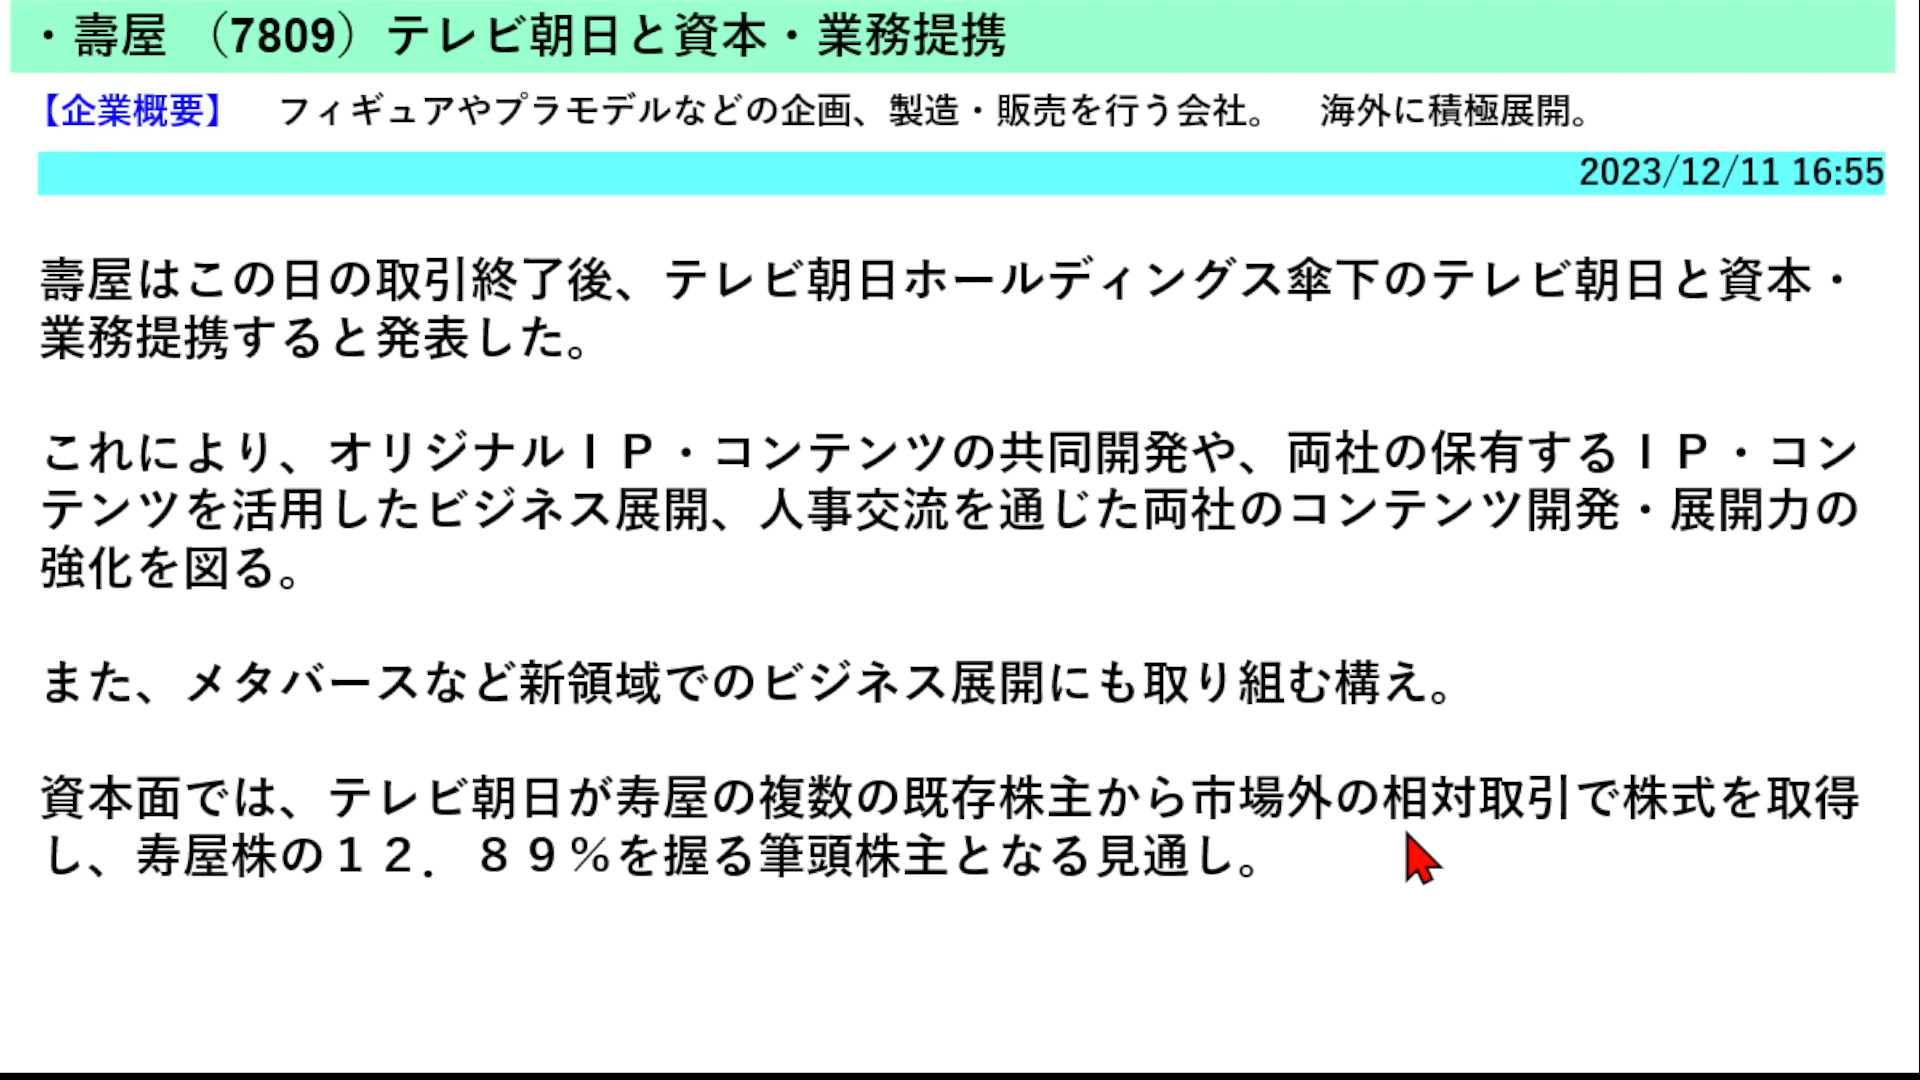 ・壽屋 （7809）テレビ朝日と資本・業務提携
【企業概要】　フィギュアやプラモデルなどの企画、製造・販売を行う会社。　海外に積極展開。
2023/12/11 16:55
壽屋はこの日の取引終了後、テレビ朝日ホールディングス傘下のテレビ朝日と資本・
業務提携すると発表した。
これにより、オリジナルＩＰ・コンテンツの共同開発や、両社の保有するＩＰ・コン
テンツを活用したビジネス展開、人事交流を通じた両社のコンテンツ開発・展開力の
強化を図る。
また、メタバースなど新領域でのビジネス展開にも取り組む構え。
資本面では、テレビ朝日が寿屋の複数の既存株主から市場外の相対取引で株式を取得
し、寿屋株の１２．８９％を握る筆頭株主となる見通し。